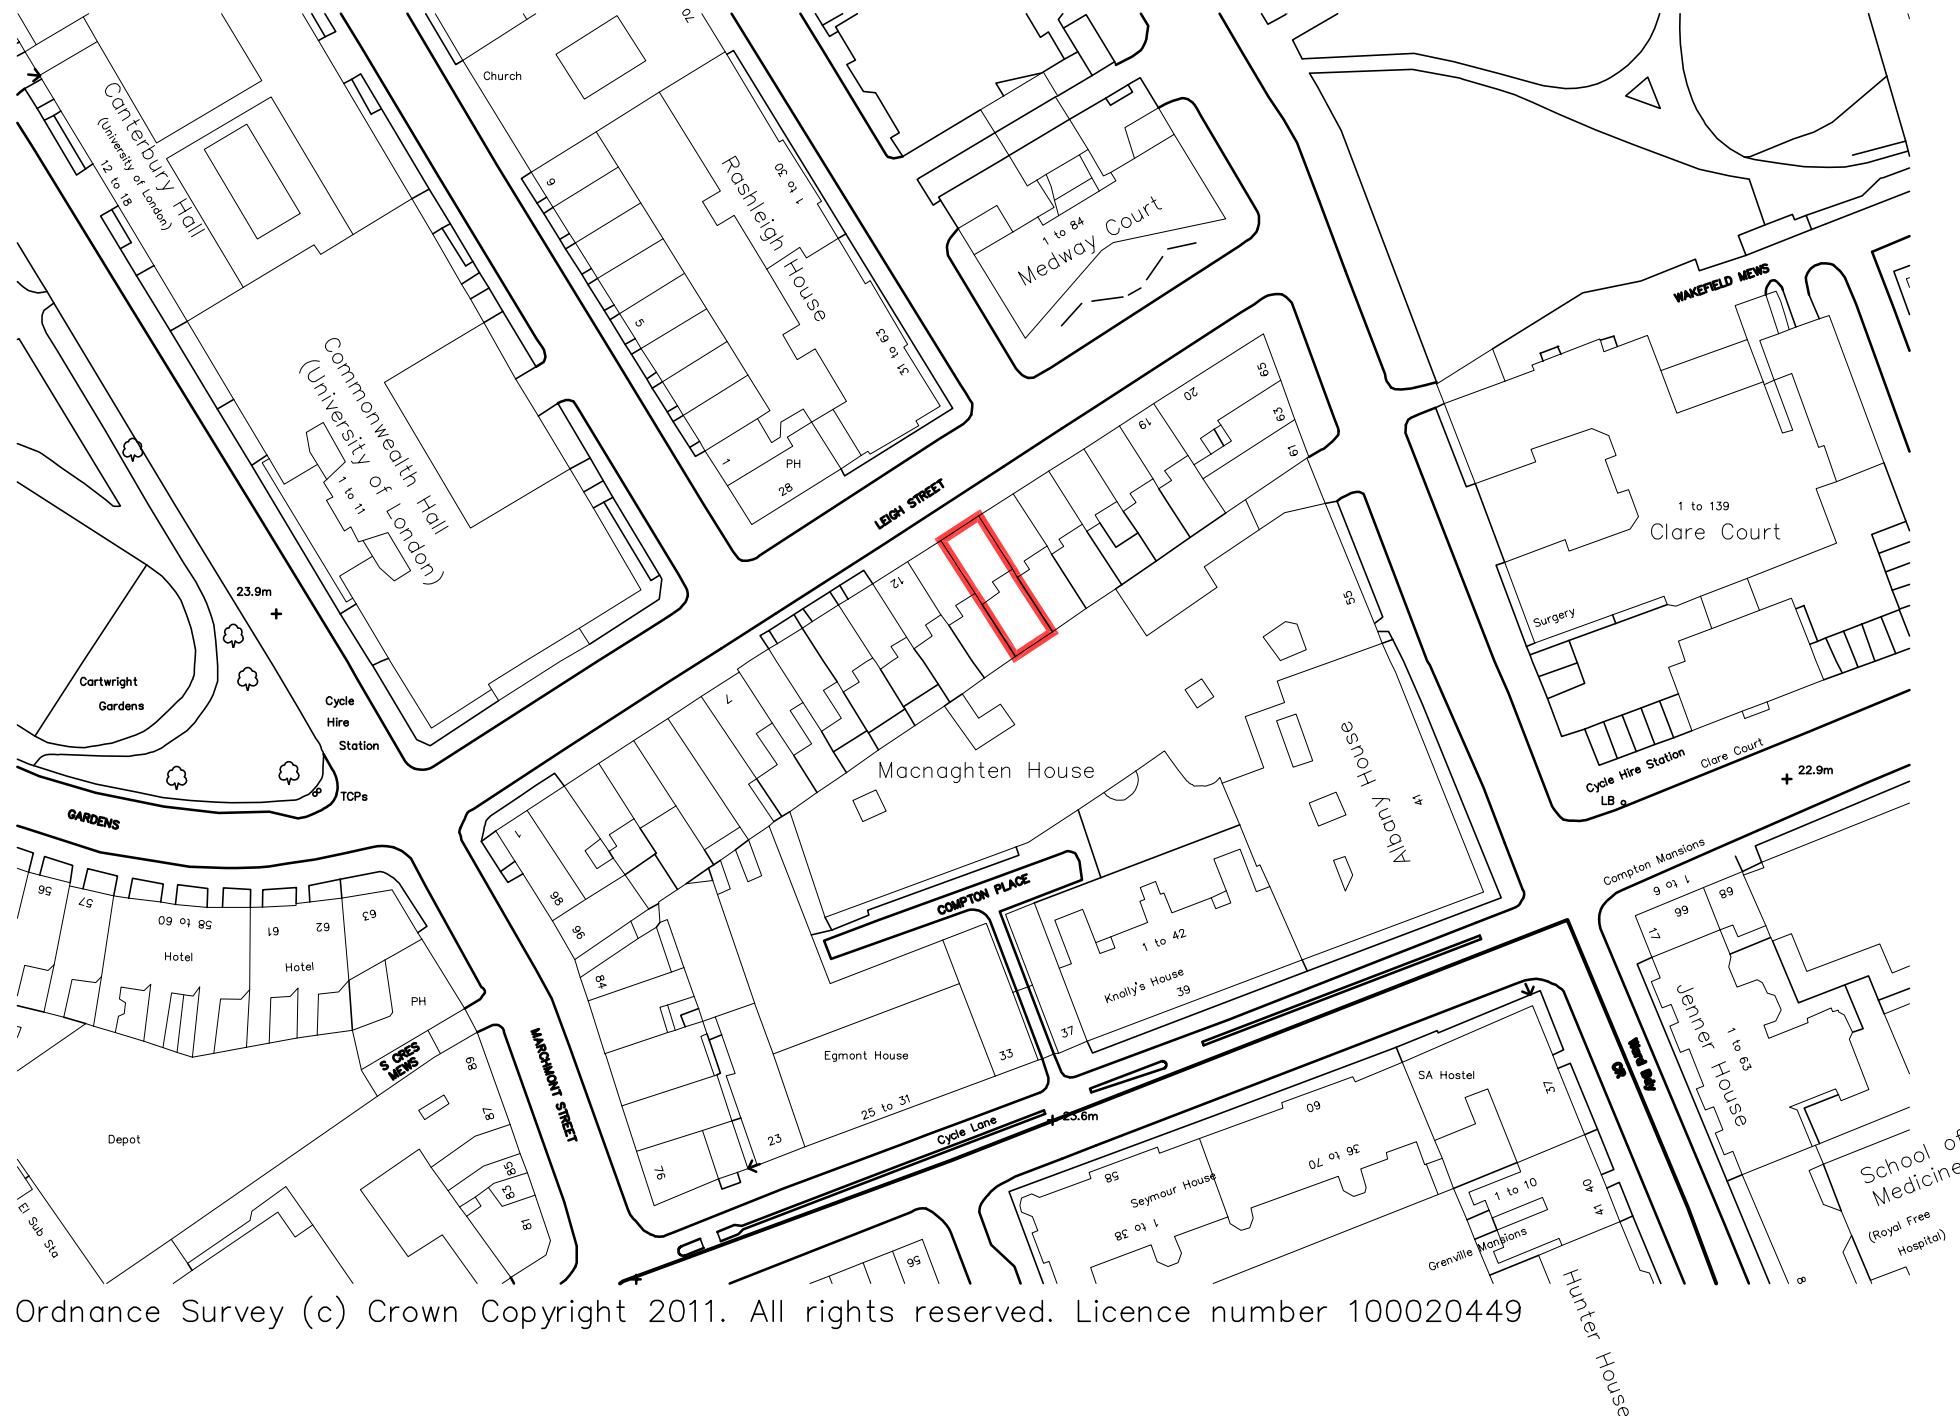 Canterbury Hall
(University of London)
12 to 18
Church
70
9
5
1
Rashleigh House
1 to 30
31 to 63
PH
28
1 to 84
Medway Court
WAKEFIELD MEWS
Commonwealth Hall
(University of London)
1 to 11
LEIGH STREET
12
7
1
19
20
65
63
61
55
1 to 139
Clare Court
Surgery
23.9m
Cartwright
Gardens
Cycle
Hire
Station
TCPs
GARDENS
Macnaghten House
Albany House
41
Cycle Hire Station
LB
Clare Court
22.9m
Compton Mansions
1 to 6
68
66
17
56
57
58 to 60
Hotel
61
62
Hotel
63
PH
S CRES
MEWS
98
96
84
76
COMPTON PLACE
1 to 42
Knolly's House
39
37
33
Egmont House
25 to 31
23
Cycle Lane
23.6m
MARCHMONT STREET
89
87
85
83
81
Depot
El Sub Sta
SA Hostel
37
60
36 to 70
58
Seymour House
1 to 38
56
1 to 10
Grenville Mansions
40
41
Ward Bdy
CR
Jenner House
1 to 63
School of
Medicine
(Royal Free
Hospital)
8
Hunter House
Ordnance Survey (c) Crown Copyright 2011. All rights reserved. Licence number 100020449